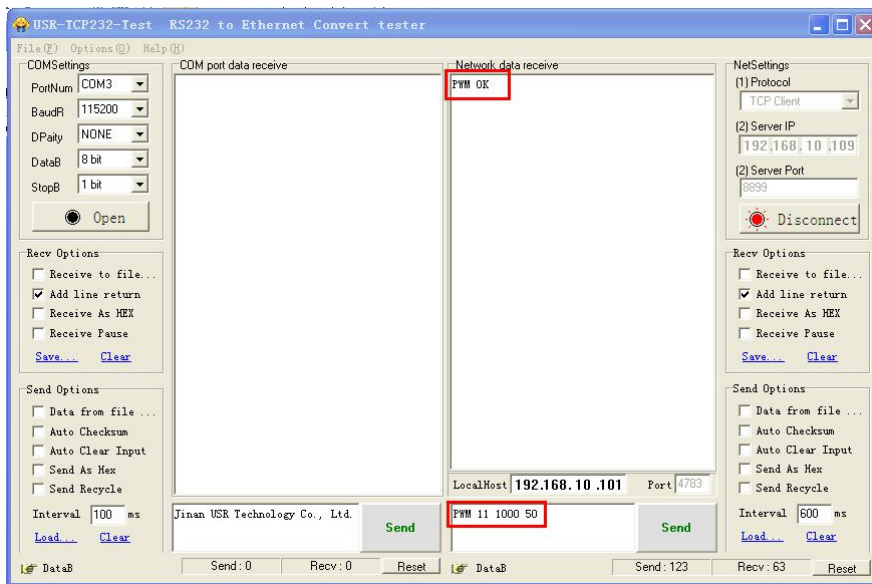 USR-TCP232-Test RS232 to Ethernet Convert tester
File(F) Options(O) Help(H)
COMSettings
PortNum COM3
BaudR 115200
DPaity NONE
DataB 8 bit
StopB 1 bit
Open
Recv Options
Receive to file...
Add line return
Receive As HEX
Receive Pause
Save... Clear
Send Options
Data from file ...
Auto Checksum
Auto Clear Input
Send As Hex
Send Recycle
Interval 100 ms
Load... Clear
COM port data receive
Jinan USR Technology Co., Ltd.
Send
Network data receive
PWM OK
LocalHost 192.168.10.101 Port 4783
PWM 11 1000 50
Send
NetSettings
(1) Protocol
TCP Client
(2) Server IP
192.168.10.109
(2) Server Port
8899
Disconnect
Recv Options
Receive to file...
Add line return
Receive As HEX
Receive Pause
Save... Clear
Send Options
Data from file ...
Auto Checksum
Auto Clear Input
Send As Hex
Send Recycle
Interval 600 ms
Load... Clear
DataB Send:0 Recv:0 Reset DataB Send:123 Recv:63 Reset